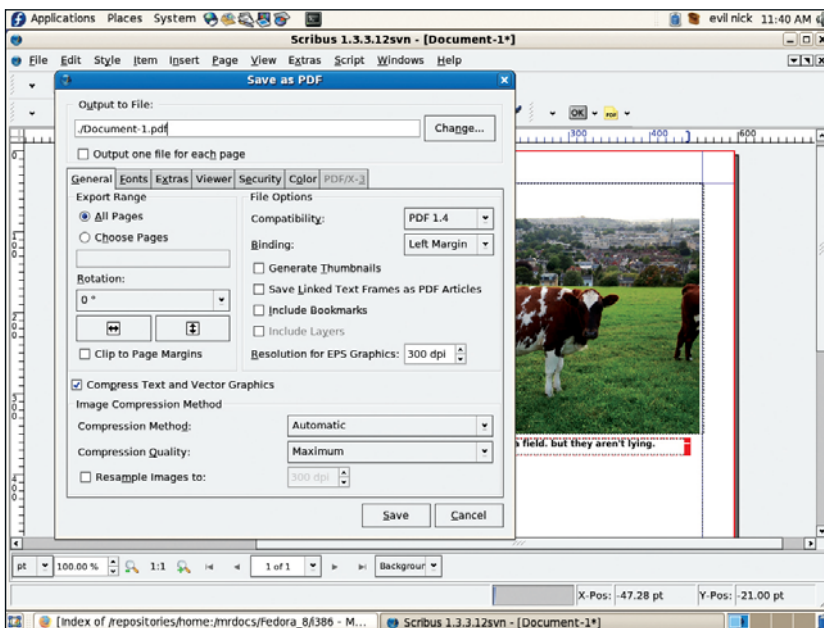 Applications Places System evil nick 11:40 AM
Scribus 1.3.3.12svn - [Document-1*]
File Edit Style Item Insert Page View Extras Script Windows Help
Save as PDF
Output to File:
./Document-1.pdf
Change...
Output one file for each page
OK PDF
General Fonts Extras Viewer Security Color PDF/X-3
Export Range
All Pages
Choose Pages
Rotation:
0 °
Clip to Page Margins
File Options
Compatibility: PDF 1.4
Binding: Left Margin
Generate Thumbnails
Save Linked Text Frames as PDF Articles
Include Bookmarks
Include Layers
Resolution for EPS Graphics: 300 dpi
Compress Text and Vector Graphics
Image Compression Method
Compression Method: Automatic
Compression Quality: Maximum
Resample Images to: 300 dpi
Save Cancel
300 400 600
0
100
200
300
400
field. but they aren't lying.
pt 100.00 % 1:1 1 of 1 Backgrour
X-Pos: -47.28 pt Y-Pos: -21.00 pt
[Index of /repositories/home:/mrdocs/Fedora_8/i386 - M... Scribus 1.3.3.12svn - [Document-1*]